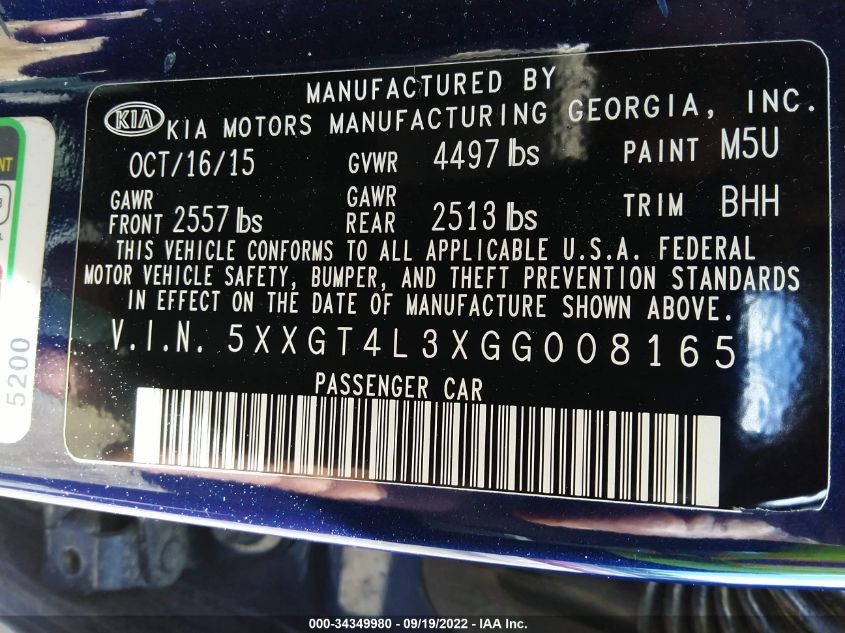 MANUFACTURED BY
KIA KIA MOTORS MANUFACTURING GEORGIA, INC.
OCT/16/15 GVWR 4497 lbs PAINT M5U
GAWR FRONT 2557 lbs GAWR REAR 2513 lbs TRIM BHH
THIS VEHICLE CONFORMS TO ALL APPLICABLE U.S.A. FEDERAL
MOTOR VEHICLE SAFETY, BUMPER, AND THEFT PREVENTION STANDARDS
IN EFFECT ON THE DATE OF MANUFACTURE SHOWN ABOVE.
V.I.N. 5XXGT4L3XGG008165
PASSENGER CAR
5200
000-34349980 - 09/19/2022 - IAA Inc.